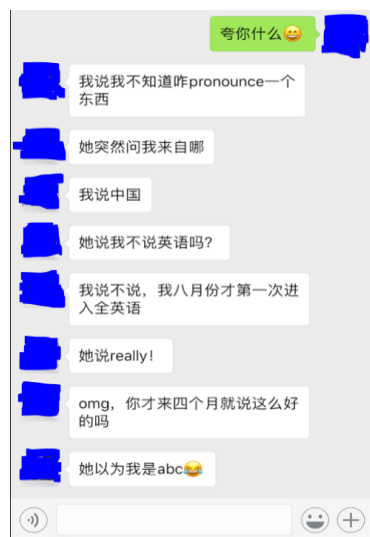 夸你什么😄
我说我不知道咋pronounce一个
东西
她突然问我来自哪
我说中国
她说我不说英语吗？
我说不说，我八月份才第一次进
入全英语
她说really！
omg，你才来四个月就说这么好
的吗
她以为我是abc😂